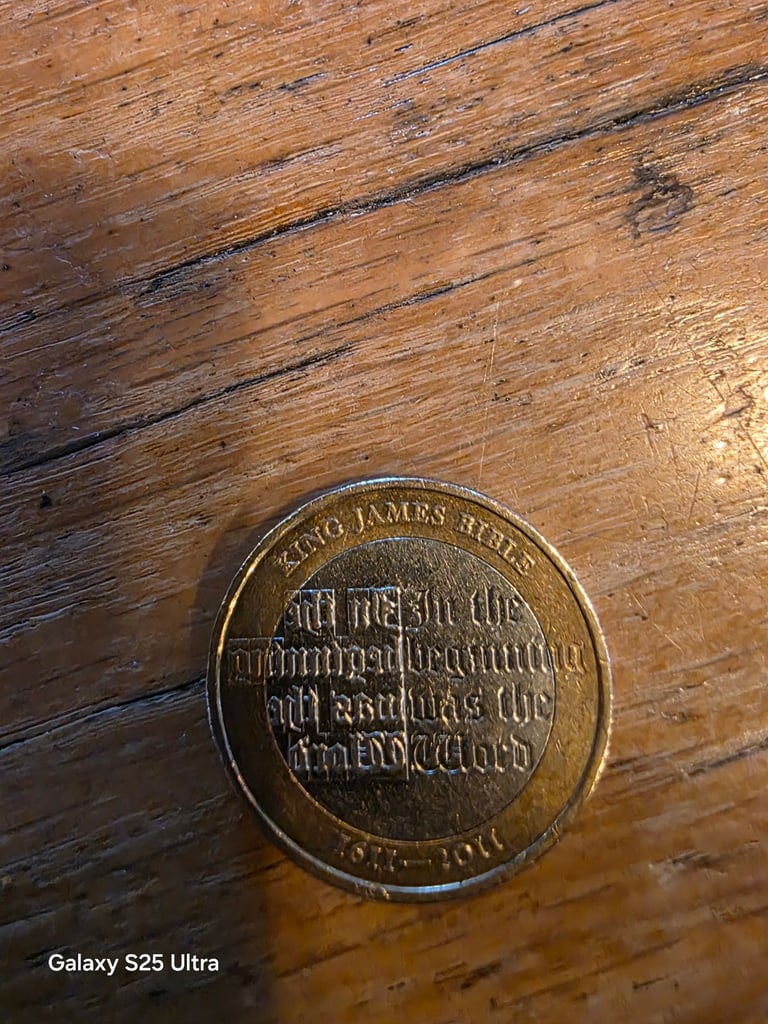 KING JAMES BIBLE
In the
beginning
was the
Word
1611—2011
Galaxy S25 Ultra